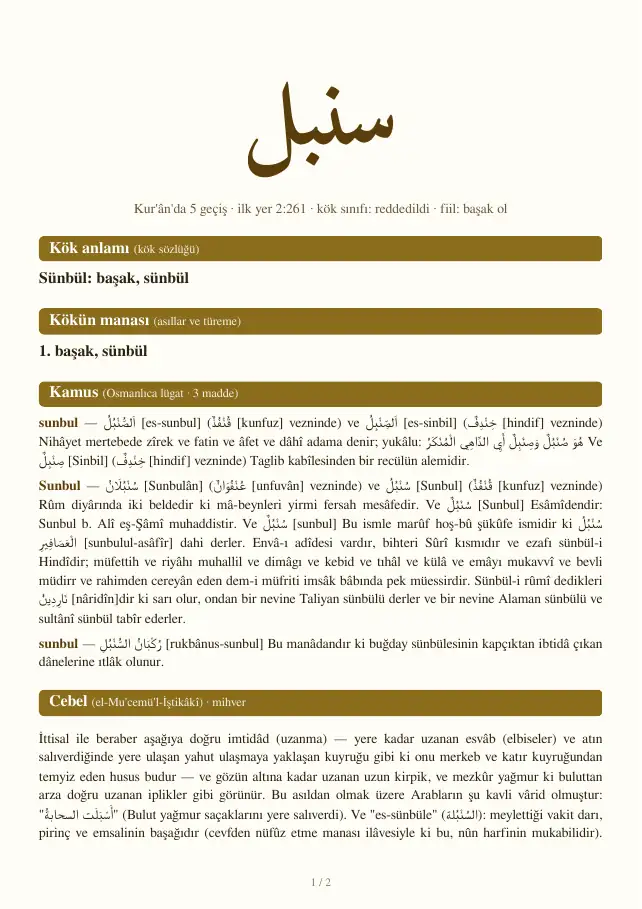 سنبل
Kur'ân'da 5 geçiş · ilk yer 2:261 · kök sınıfı: reddedildi · fiil: başak ol
Kök anlamı (kök sözlüğü)
Sünbül: başak, sünbül
Kökün manası (asıllar ve türeme)
1. başak, sünbül
Kamus (Osmanlıca lügat · 3 madde)
sunbul — اَلصُّنْبُلُ [es-sunbul] (قُنْفُذٌ [kunfuz] vezninde) ve اَلصِّنْبِلُ [es-sinbil] (خِنْدِفٌ [hindif] vezninde)
Nihâyet mertebede zîrek ve fatin ve âfet ve dâhî adama denir; yukâlu: هُوَ صُنْبُلٌ وَصِنْبِلٌ أَيِ الدَّاهِي الْمُنْكَرُ Ve
صِنْبِلٌ [Sinbil] (خِنْدِفٌ [hindif] vezninde) Taglib kabîlesinden bir recülün alemidir.
Sunbul — سُنْبُلَانُ [Sunbulân] (عُنْفُوَانٌ [unfuvân] vezninde) ve سُنْبُلُ [Sunbul] (قُنْفُذٌ [kunfuz] vezninde)
Rûm diyârında iki beldedir ki mâ-beynleri yirmi fersah mesâfedir. Ve سُنْبُلٌ [Sunbul] Esâmîdendir:
Sunbul b. Alî eş-Şâmî muhaddistir. Ve سُنْبُلٌ [sunbul] Bu ismle marûf hoş-bû şükûfe ismidir ki سُنْبُلُ
الْعَصَافِيرِ [sunbulul-asâfîr] dahi derler. Envâ-ı adîdesi vardır, bihteri Sûrî kısmıdır ve ezafı sünbül-i
Hindîdir; müfettih ve riyâhı muhallil ve dimâgı ve kebid ve tıhâl ve külâ ve emâyı mukavvî ve bevli
müdirr ve rahimden cereyân eden dem-i müfriti imsâk bâbında pek müessirdir. Sünbül-i rûmî dedikleri
نَارِدِينُ [nâridîn]dir ki sarı olur, ondan bir nevine Taliyan sünbülü derler ve bir nevine Alaman sünbülü ve
sultânî sünbül tabîr ederler.
sunbul — رُكْبَانُ السُّنْبُلِ [rukbânus-sunbul] Bu manâdandır ki buğday sünbülesinin kapçıktan ibtidâ çıkan
dânelerine ıtlâk olunur.
Cebel (el-Mu'cemü'l-İştikâkî) · mihver
İttisal ile beraber aşağıya doğru imtidâd (uzanma) — yere kadar uzanan esvâb (elbiseler) ve atın
salıverdiğinde yere ulaşan yahut ulaşmaya yaklaşan kuyruğu gibi ki onu merkeb ve katır kuyruğundan
temyiz eden husus budur — ve gözün altına kadar uzanan uzun kirpik, ve mezkûr yağmur ki buluttan
arza doğru uzanan iplikler gibi görünür. Bu asıldan olmak üzere Arabların şu kavli vârid olmuştur:
"أَسْبَلَت السحابةُ" (Bulut yağmur saçaklarını yere salıverdi). Ve "es-sünbüle" (السُنْبُلة): meylettiği vakit darı,
pirinç ve emsalinin başağıdır (cevfden nüfûz etme manası ilâvesiyle ki bu, nûn harfinin mukabilidir).
1 / 2